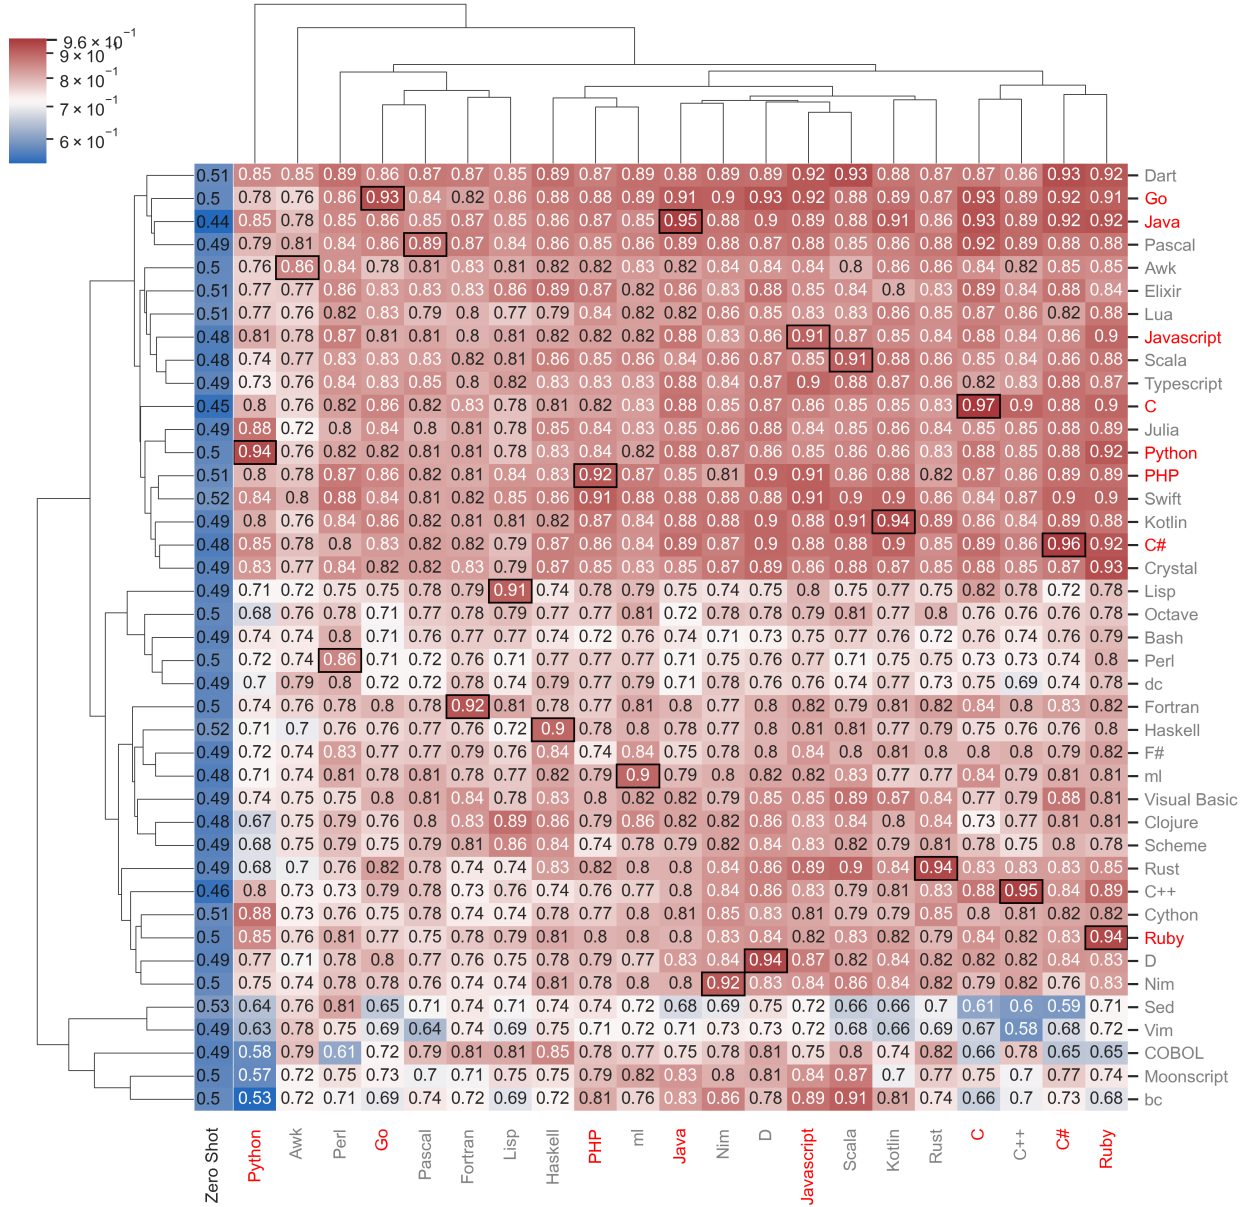 9.6 × 10⁻¹
9 × 10⁻¹
8 × 10⁻¹
7 × 10⁻¹
6 × 10⁻¹
0.51 0.85 0.85 0.89 0.86 0.87 0.87 0.85 0.89 0.87 0.89 0.88 0.89 0.89 0.92 0.93 0.88 0.87 0.87 0.86 0.93 0.92 Dart
0.5 0.78 0.76 0.86 0.93 0.84 0.82 0.86 0.88 0.88 0.89 0.91 0.9 0.93 0.92 0.88 0.89 0.87 0.93 0.89 0.92 0.91 Go
0.44 0.85 0.78 0.85 0.86 0.85 0.87 0.85 0.86 0.87 0.85 0.95 0.88 0.9 0.89 0.88 0.91 0.86 0.93 0.89 0.92 0.92 Java
0.49 0.79 0.81 0.84 0.86 0.89 0.87 0.84 0.86 0.85 0.86 0.89 0.88 0.87 0.88 0.85 0.86 0.88 0.92 0.89 0.88 0.88 Pascal
0.5 0.76 0.86 0.84 0.78 0.81 0.83 0.81 0.82 0.82 0.83 0.82 0.84 0.84 0.84 0.8 0.86 0.86 0.84 0.82 0.85 0.85 Awk
0.51 0.77 0.77 0.86 0.83 0.83 0.83 0.86 0.89 0.87 0.82 0.86 0.83 0.88 0.85 0.84 0.8 0.83 0.89 0.84 0.88 0.84 Elixir
0.51 0.77 0.76 0.82 0.83 0.79 0.8 0.77 0.79 0.84 0.82 0.82 0.86 0.85 0.83 0.83 0.86 0.85 0.87 0.86 0.82 0.88 Lua
0.48 0.81 0.78 0.87 0.81 0.81 0.8 0.81 0.82 0.82 0.82 0.88 0.83 0.86 0.91 0.87 0.85 0.84 0.88 0.84 0.86 0.9 Javascript
0.48 0.74 0.77 0.83 0.83 0.83 0.82 0.81 0.86 0.85 0.86 0.84 0.86 0.87 0.85 0.91 0.88 0.86 0.85 0.84 0.86 0.88 Scala
0.49 0.73 0.76 0.84 0.83 0.85 0.8 0.82 0.83 0.83 0.83 0.88 0.84 0.87 0.9 0.88 0.87 0.86 0.82 0.83 0.88 0.87 Typescript
0.45 0.8 0.76 0.82 0.86 0.82 0.83 0.78 0.81 0.82 0.83 0.88 0.85 0.87 0.86 0.85 0.85 0.83 0.97 0.9 0.88 0.9 C
0.49 0.88 0.72 0.8 0.84 0.8 0.81 0.78 0.85 0.84 0.83 0.85 0.86 0.88 0.84 0.85 0.86 0.84 0.83 0.85 0.88 0.89 Julia
0.5 0.94 0.76 0.82 0.82 0.81 0.81 0.78 0.83 0.84 0.82 0.88 0.87 0.86 0.85 0.85 0.86 0.83 0.88 0.85 0.88 0.92 Python
0.51 0.8 0.78 0.87 0.86 0.82 0.81 0.84 0.83 0.92 0.87 0.85 0.81 0.9 0.91 0.86 0.88 0.82 0.87 0.86 0.89 0.89 PHP
0.52 0.84 0.8 0.88 0.84 0.81 0.82 0.85 0.86 0.91 0.88 0.88 0.88 0.88 0.91 0.9 0.9 0.86 0.84 0.87 0.9 0.9 Swift
0.49 0.8 0.76 0.84 0.86 0.82 0.81 0.81 0.82 0.87 0.84 0.88 0.88 0.9 0.88 0.91 0.94 0.89 0.86 0.84 0.89 0.88 Kotlin
0.48 0.85 0.78 0.8 0.83 0.82 0.82 0.79 0.87 0.86 0.84 0.89 0.87 0.9 0.88 0.88 0.9 0.85 0.89 0.86 0.96 0.92 C#
0.49 0.83 0.77 0.84 0.82 0.82 0.83 0.79 0.87 0.85 0.83 0.85 0.87 0.89 0.86 0.88 0.87 0.85 0.88 0.85 0.87 0.93 Crystal
0.49 0.71 0.72 0.75 0.75 0.78 0.79 0.91 0.74 0.78 0.79 0.75 0.74 0.75 0.8 0.75 0.77 0.75 0.82 0.78 0.72 0.78 Lisp
0.5 0.68 0.76 0.78 0.71 0.77 0.78 0.79 0.77 0.77 0.81 0.72 0.78 0.78 0.79 0.81 0.77 0.8 0.76 0.76 0.76 0.78 Octave
0.49 0.74 0.74 0.8 0.71 0.76 0.77 0.77 0.74 0.72 0.76 0.74 0.71 0.73 0.75 0.77 0.76 0.72 0.76 0.74 0.76 0.79 Bash
0.5 0.72 0.74 0.86 0.71 0.72 0.76 0.71 0.77 0.77 0.77 0.71 0.75 0.76 0.77 0.71 0.75 0.75 0.73 0.73 0.74 0.8 Perl
0.49 0.7 0.79 0.8 0.72 0.72 0.78 0.74 0.79 0.77 0.79 0.71 0.78 0.76 0.76 0.74 0.77 0.73 0.75 0.69 0.74 0.78 dc
0.5 0.74 0.76 0.78 0.8 0.78 0.92 0.81 0.78 0.77 0.81 0.8 0.77 0.8 0.82 0.79 0.81 0.82 0.84 0.8 0.83 0.82 Fortran
0.52 0.71 0.7 0.76 0.76 0.77 0.76 0.72 0.9 0.78 0.8 0.78 0.77 0.8 0.81 0.81 0.77 0.79 0.75 0.76 0.76 0.8 Haskell
0.49 0.72 0.74 0.83 0.77 0.77 0.79 0.76 0.84 0.74 0.84 0.75 0.78 0.8 0.84 0.8 0.81 0.8 0.8 0.8 0.79 0.82 F#
0.48 0.71 0.74 0.81 0.78 0.81 0.78 0.77 0.82 0.79 0.9 0.79 0.8 0.82 0.82 0.83 0.77 0.77 0.84 0.79 0.81 0.81 ml
0.49 0.74 0.75 0.75 0.8 0.81 0.84 0.78 0.83 0.8 0.82 0.82 0.79 0.85 0.85 0.89 0.87 0.84 0.77 0.79 0.88 0.81 Visual Basic
0.48 0.67 0.75 0.79 0.76 0.8 0.83 0.89 0.86 0.79 0.86 0.82 0.82 0.86 0.83 0.84 0.8 0.84 0.73 0.77 0.81 0.81 Clojure
0.49 0.68 0.75 0.79 0.75 0.79 0.81 0.86 0.84 0.74 0.78 0.79 0.82 0.84 0.83 0.82 0.79 0.81 0.78 0.75 0.8 0.78 Scheme
0.49 0.68 0.7 0.76 0.82 0.78 0.74 0.74 0.83 0.82 0.8 0.8 0.84 0.86 0.89 0.9 0.84 0.94 0.83 0.83 0.83 0.85 Rust
0.46 0.8 0.73 0.73 0.79 0.78 0.73 0.76 0.74 0.76 0.77 0.8 0.84 0.86 0.83 0.79 0.81 0.83 0.88 0.95 0.84 0.89 C++
0.51 0.88 0.73 0.76 0.75 0.78 0.74 0.74 0.78 0.77 0.8 0.81 0.85 0.83 0.81 0.79 0.79 0.85 0.8 0.81 0.82 0.82 Cython
0.5 0.85 0.76 0.81 0.77 0.75 0.78 0.79 0.81 0.8 0.8 0.8 0.83 0.84 0.82 0.83 0.82 0.79 0.84 0.82 0.83 0.94 Ruby
0.49 0.77 0.71 0.78 0.8 0.77 0.76 0.75 0.78 0.79 0.77 0.83 0.84 0.94 0.87 0.82 0.84 0.82 0.82 0.82 0.84 0.83 D
0.5 0.75 0.74 0.78 0.78 0.76 0.74 0.74 0.81 0.78 0.8 0.8 0.92 0.83 0.84 0.86 0.84 0.82 0.79 0.82 0.76 0.83 Nim
0.53 0.64 0.76 0.81 0.65 0.71 0.74 0.71 0.74 0.74 0.72 0.68 0.69 0.75 0.72 0.66 0.66 0.7 0.61 0.6 0.59 0.71 Sed
0.49 0.63 0.78 0.75 0.69 0.64 0.74 0.69 0.75 0.71 0.72 0.71 0.73 0.73 0.72 0.68 0.66 0.69 0.67 0.58 0.68 0.72 Vim
0.49 0.58 0.79 0.61 0.72 0.79 0.81 0.81 0.85 0.78 0.77 0.75 0.78 0.81 0.75 0.8 0.74 0.82 0.66 0.78 0.65 0.65 COBOL
0.5 0.57 0.72 0.75 0.73 0.7 0.71 0.75 0.75 0.79 0.82 0.83 0.8 0.81 0.84 0.87 0.7 0.77 0.75 0.7 0.77 0.74 Moonscript
0.5 0.53 0.72 0.71 0.69 0.74 0.72 0.69 0.72 0.81 0.76 0.83 0.86 0.78 0.89 0.91 0.81 0.74 0.66 0.7 0.73 0.68 bc
Zero Shot Python Awk Perl Go Pascal Fortran Lisp Haskell PHP ml Java Nim D Javascript Scala Kotlin Rust C C++ C# Ruby